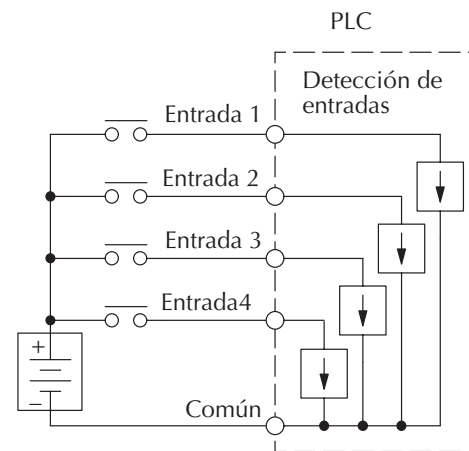 PLC
Detección de
entradas
Entrada 1
Entrada 2
Entrada 3
Entrada4
+
–
Común